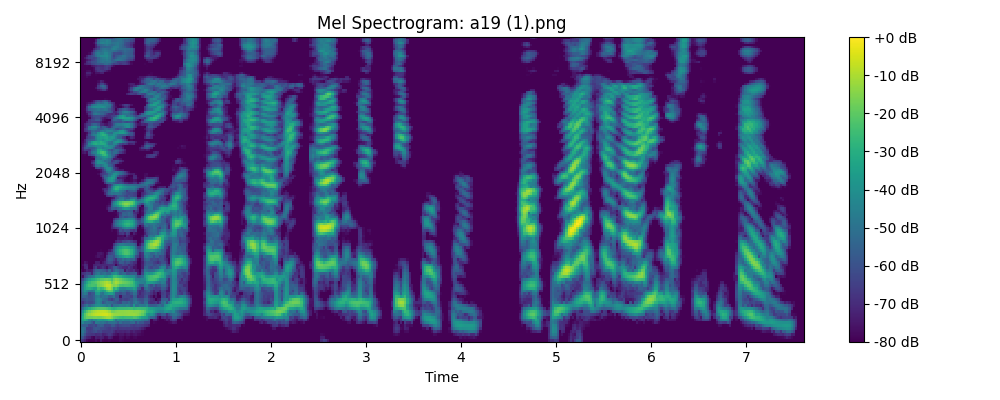 Mel Spectrogram: a19 (1).png
8192
4096
2048
1024
512
0
Hz
0 1 2 3 4 5 6 7
Time
+0 dB
-10 dB
-20 dB
-30 dB
-40 dB
-50 dB
-60 dB
-70 dB
-80 dB